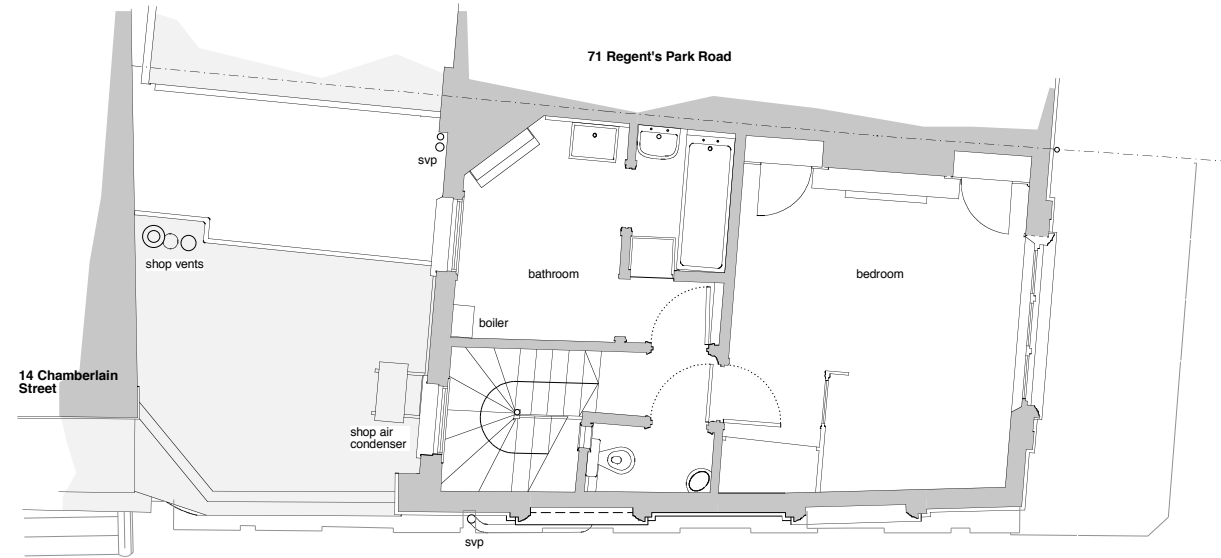 71 Regent's Park Road
svp
shop vents
bathroom
bedroom
boiler
14 Chamberlain
Street
shop air
condenser
svp